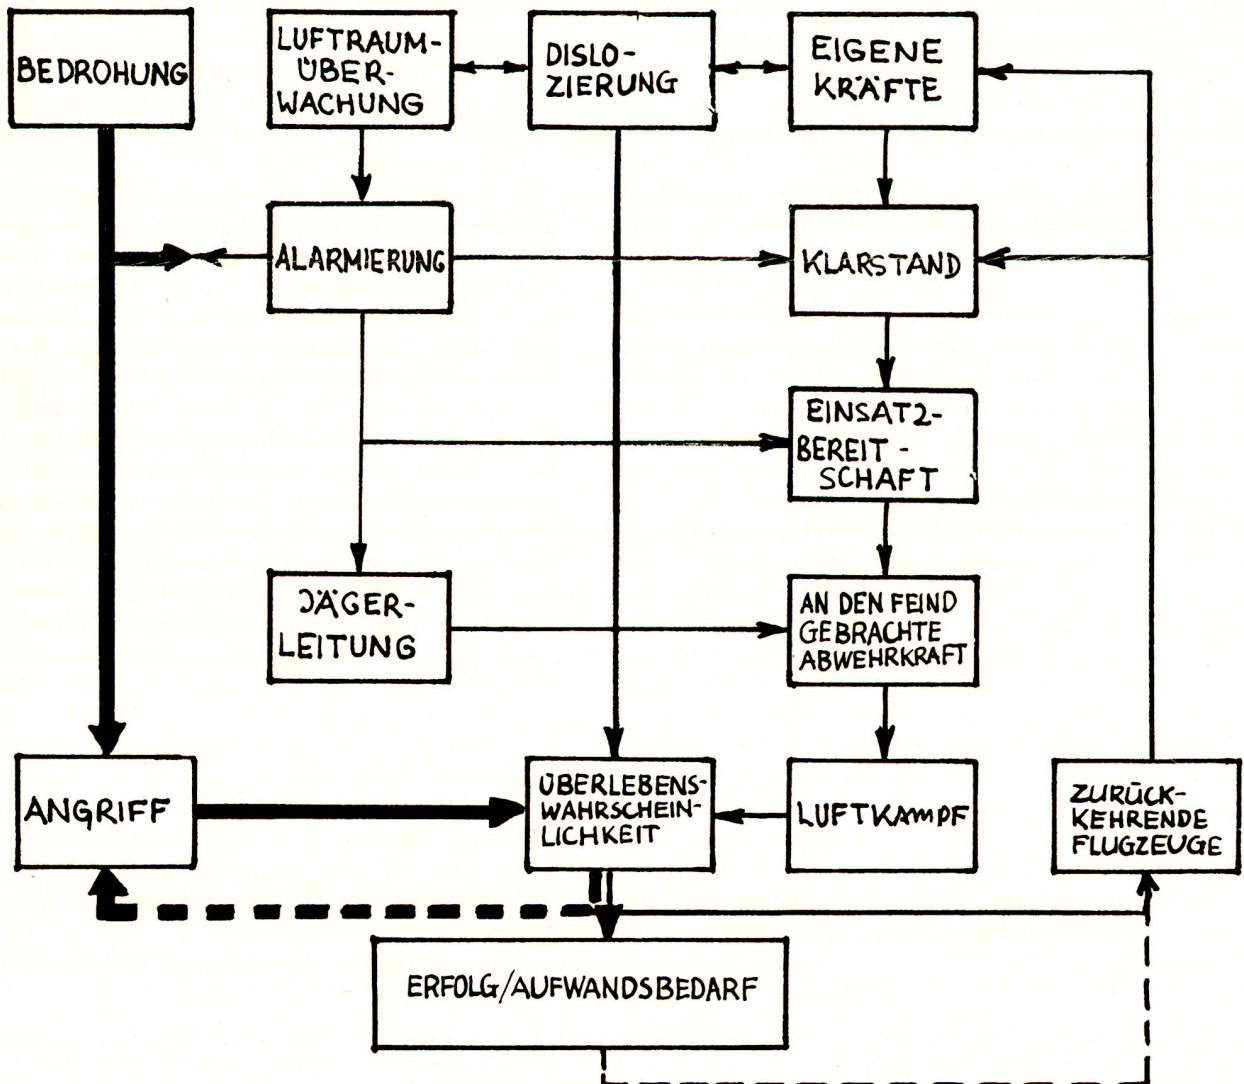 BEDROHUNG
LUFTRAUM-
ÜBER-
WACHUNG
DISLO-
ZIERUNG
EIGENE
KRÄFTE
ALARMIERUNG
KLARSTAND
EINSATZ-
BEREIT-
SCHAFT
JÄGER-
LEITUNG
AN DEN FEIND
GEBRACHTE
ABWEHRKRAFT
ANGRIFF
ÜBERLEBENS-
WAHRSCHEIN-
LICHKEIT
LUFTKAMPF
ZURÜCK-
KEHRENDE
FLUGZEUGE
ERFOLG/AUFWANDSBEDARF